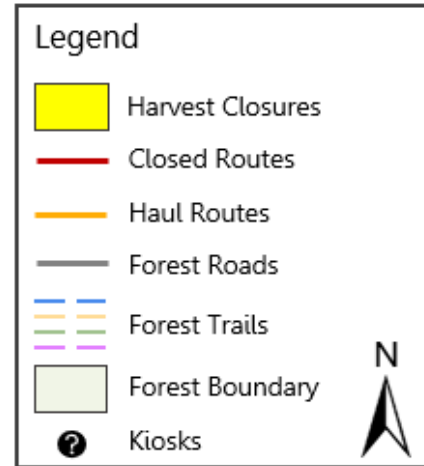 Legend
Harvest Closures
Closed Routes
Haul Routes
Forest Roads
Forest Trails
N
Forest Boundary
?
Kiosks